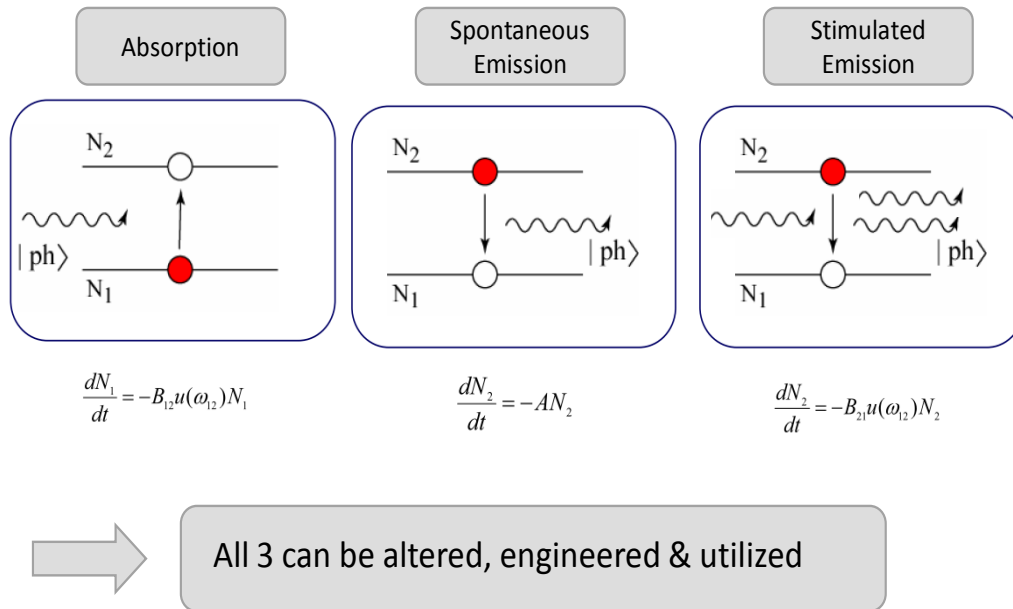 Absorption
Spontaneous
Emission
Stimulated
Emission
N₂
| ph⟩
N₁
N₂
| ph⟩
N₁
N₂
| ph⟩
N₁
dN₁/dt = −B₁₂u(ω₁₂)N₁
dN₂/dt = −AN₂
dN₂/dt = −B₂₁u(ω₁₂)N₂
All 3 can be altered, engineered & utilized